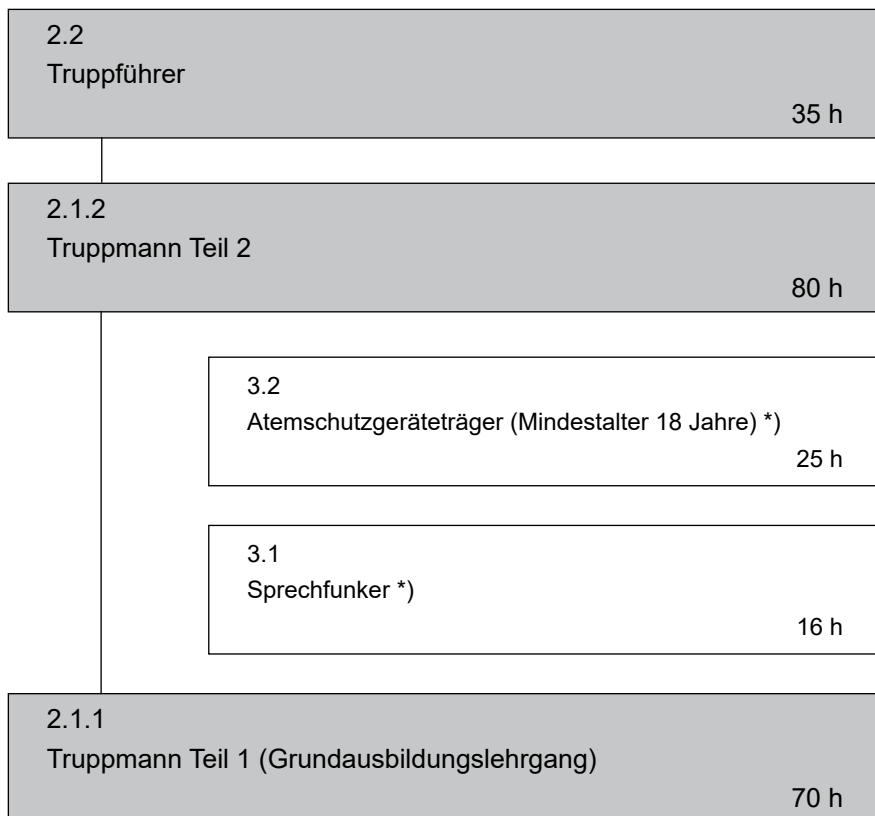 2.2
Truppführer
35 h
2.1.2
Truppmann Teil 2
80 h
3.2
Atemschutzgeräteträger (Mindestalter 18 Jahre) *)
25 h
3.1
Sprechfunker *)
16 h
2.1.1
Truppmann Teil 1 (Grundausbildungslehrgang)
70 h